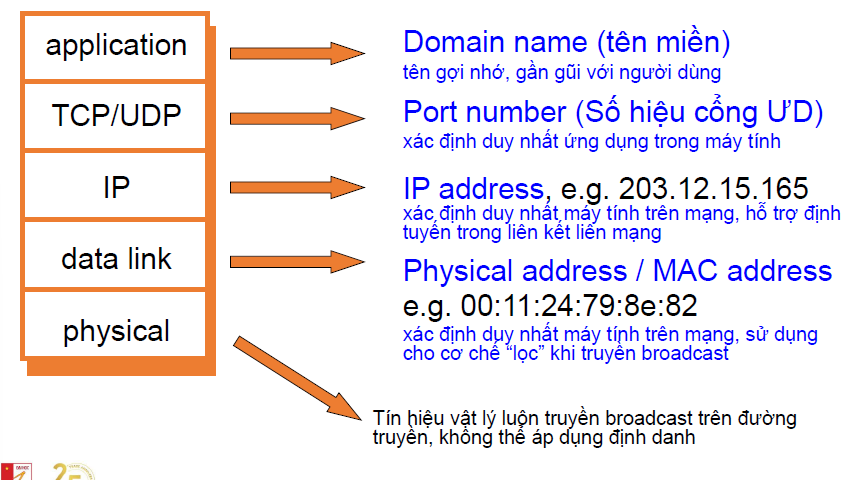 application
Domain name (tên miền)
tên gợi nhớ, gần gũi với người dùng
TCP/UDP
Port number (Số hiệu cổng ƯD)
xác định duy nhất ứng dụng trong máy tính
IP
IP address, e.g. 203.12.15.165
xác định duy nhất máy tính trên mạng, hỗ trợ định
tuyến trong liên kết liên mạng
data link
Physical address / MAC address
e.g. 00:11:24:79:8e:82
xác định duy nhất máy tính trên mạng, sử dụng
cho cơ chế “lọc” khi truyền broadcast
physical
Tín hiệu vật lý luôn truyền broadcast trên đường
truyền, không thể áp dụng định danh